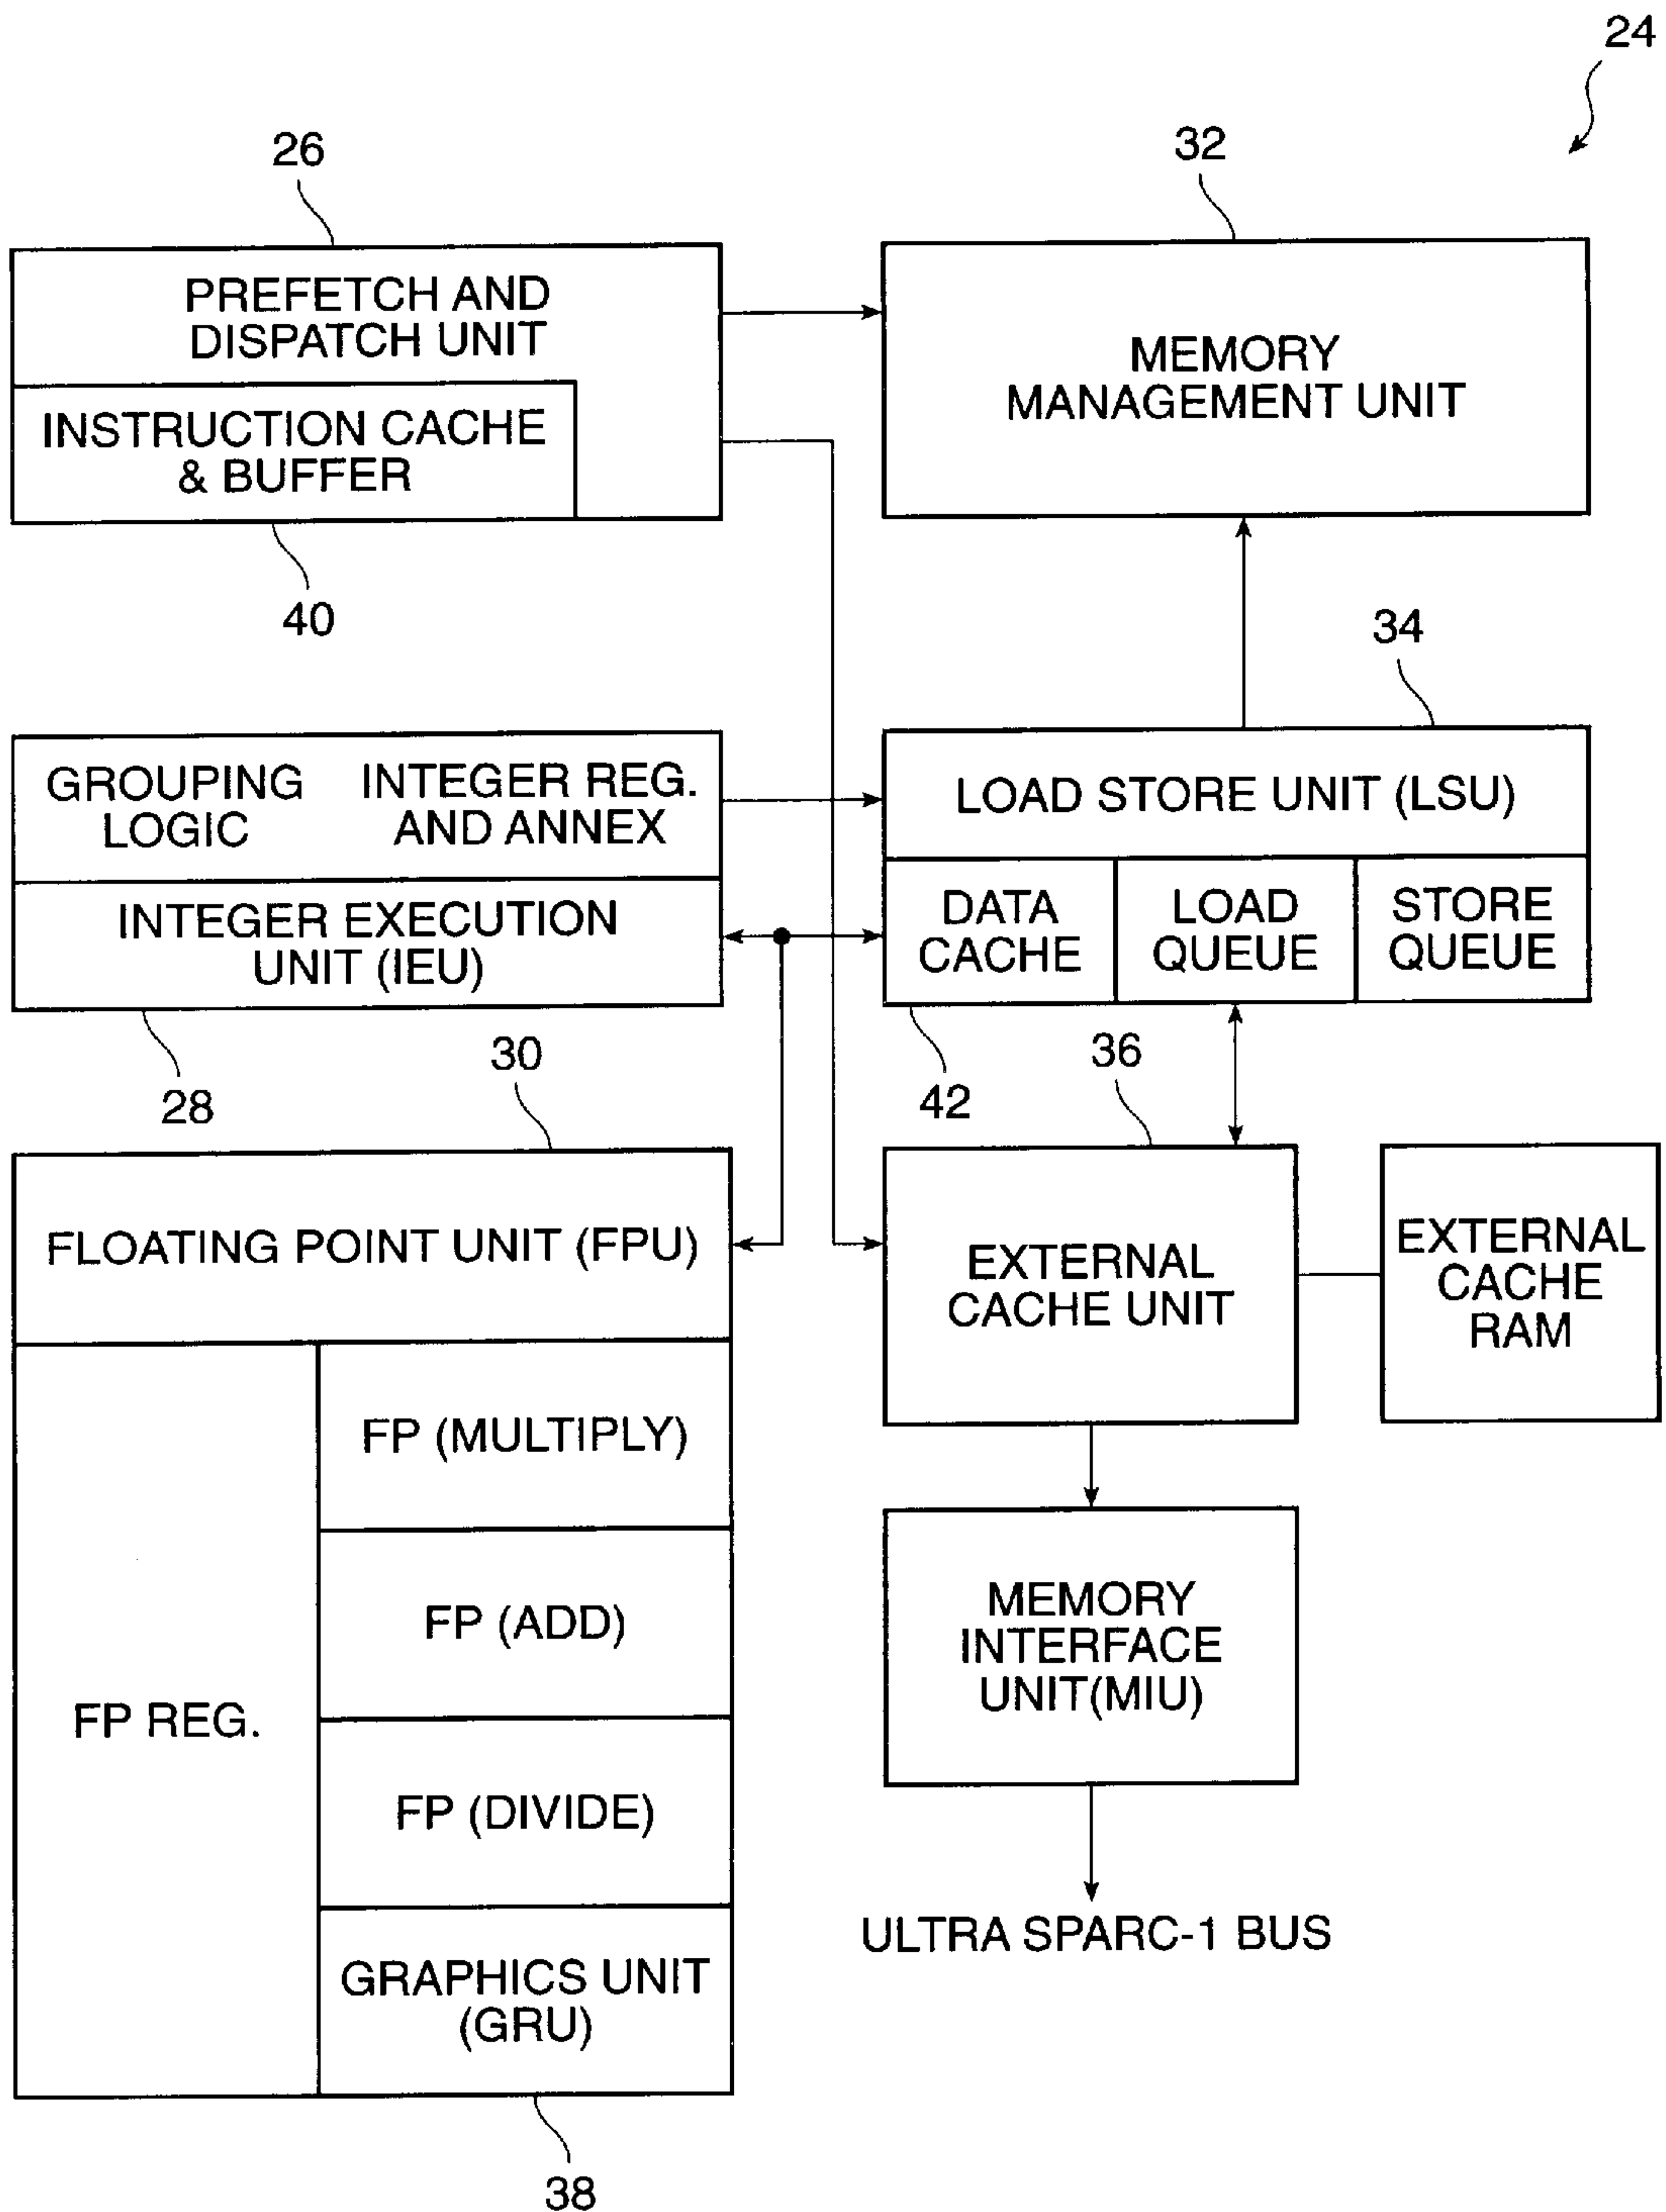 24
26
32
PREFETCH AND
DISPATCH UNIT
INSTRUCTION CACHE
& BUFFER
40
MEMORY
MANAGEMENT UNIT
34
GROUPING
LOGIC
INTEGER REG.
AND ANNEX
INTEGER EXECUTION
UNIT (IEU)
28
LOAD STORE UNIT (LSU)
DATA
CACHE
LOAD
QUEUE
STORE
QUEUE
42
30
36
FLOATING POINT UNIT (FPU)
FP REG.
FP (MULTIPLY)
FP (ADD)
FP (DIVIDE)
GRAPHICS UNIT
(GRU)
38
EXTERNAL
CACHE UNIT
EXTERNAL
CACHE
RAM
MEMORY
INTERFACE
UNIT(MIU)
ULTRA SPARC-1 BUS